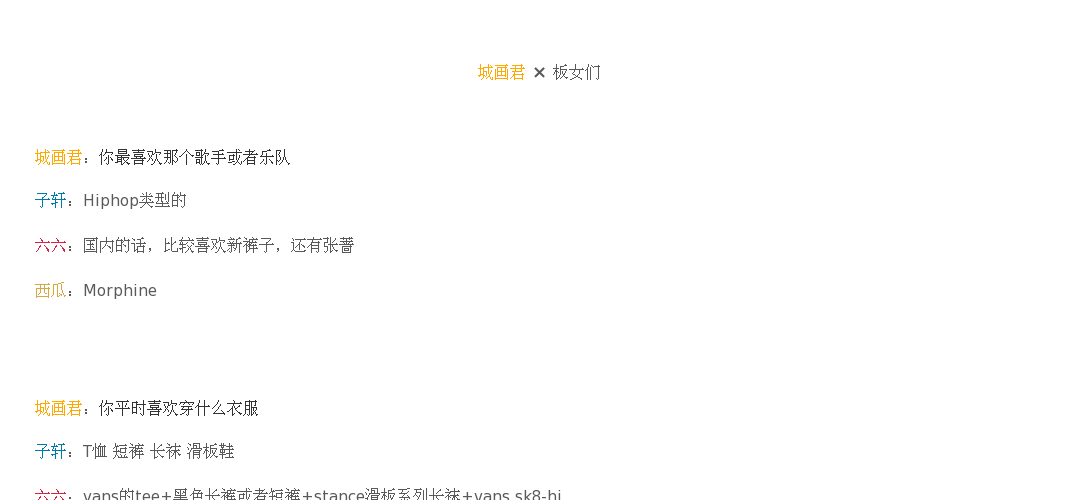 城画君 × 板女们
城画君：你最喜欢那个歌手或者乐队
子轩：Hiphop类型的
六六：国内的话，比较喜欢新裤子，还有张蔷
西瓜：Morphine
城画君：你平时喜欢穿什么衣服
子轩：T恤 短裤 长袜 滑板鞋
六六：vans的tee+黑色长裤或者短裤+stance滑板系列长袜+vans sk8-hi